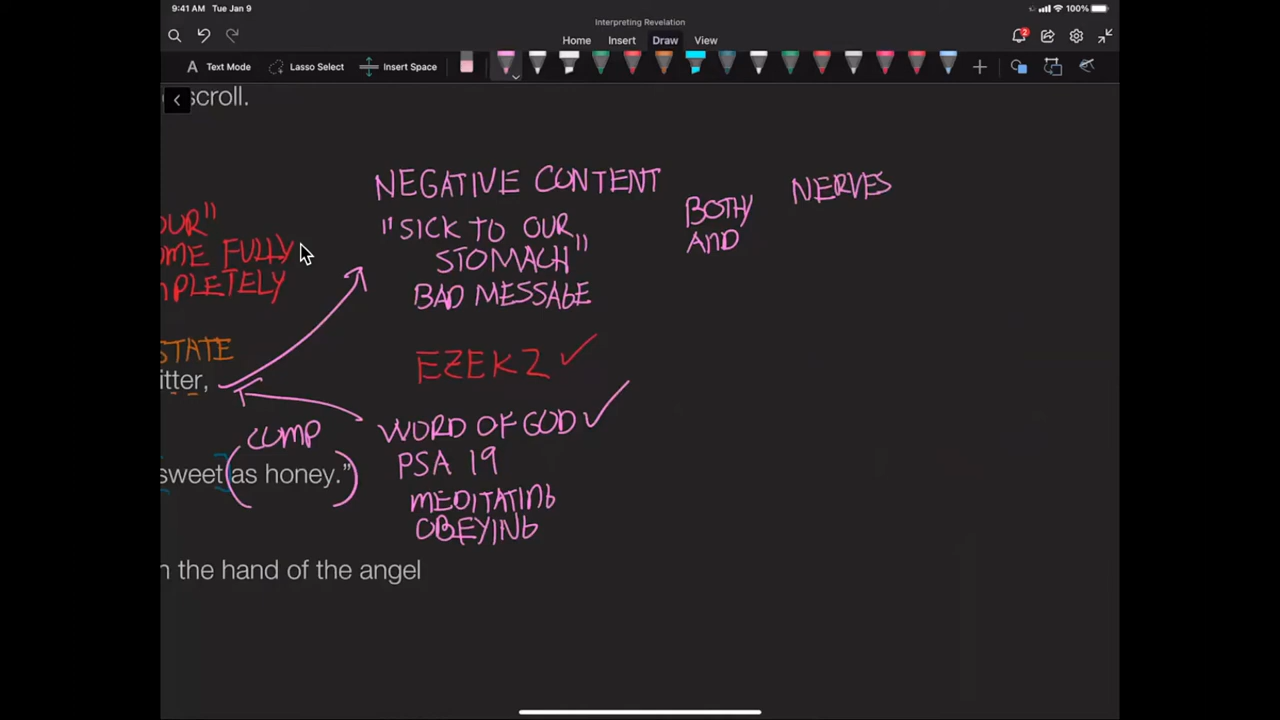 9:41 AM Tue Jan 9
100%
Interpreting Revelation
Home Insert Draw View
2
Text Mode Lasso Select Insert Space
scroll.
NEGATIVE CONTENT
NERVES
BOTH
AND
OUR"
"SICK TO OUR
STOMACH"
OME FULLY
MPLETELY
BAD MESSAGE
STATE
EZEK 2
itter,
WORD OF GOD
COMP
PSA 19
sweet (as honey.”)
MEDITATING
OBEYING
n the hand of the angel